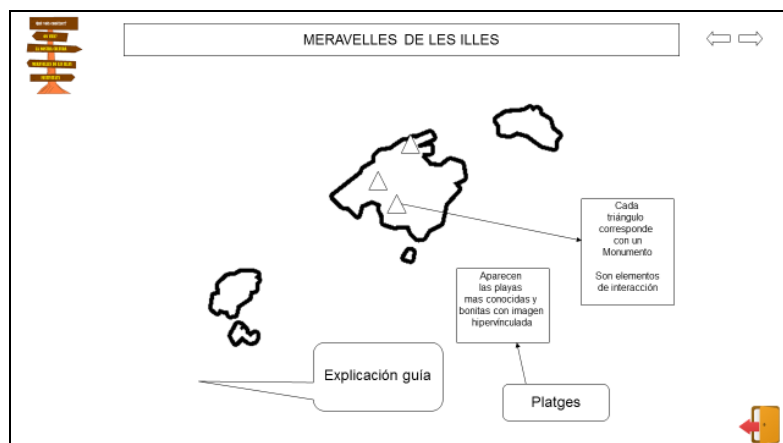 MERAVELLES DE LES ILLES
Cada
triángulo
corresponde
con un
Monumento
Son elementos
de interacción
Aparecen
las playas
mas conocidas y
bonitas con imagen
hipervínculada
Explicación guía
Platges